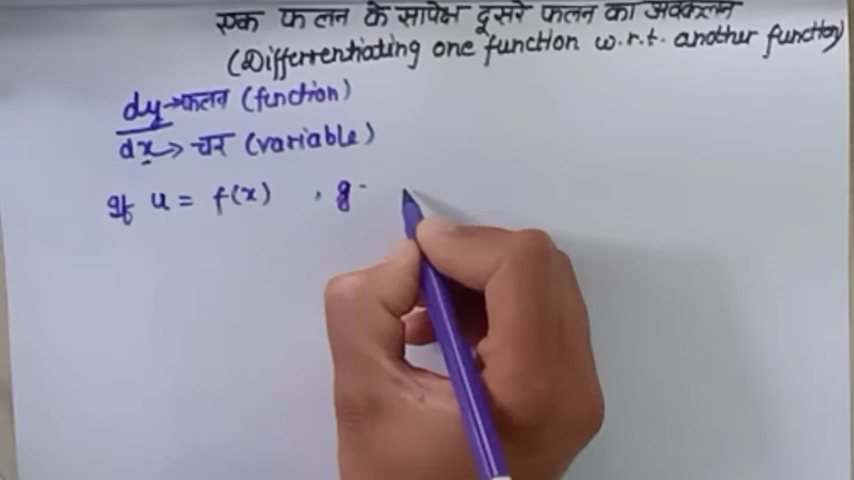 एक फलन के सापेक्ष दूसरे फलन का अवकलन
(Differentiating one function w.r.t. another function)
dy→फलन (function)
dx→ चर (variable)
If u = f(x) , g